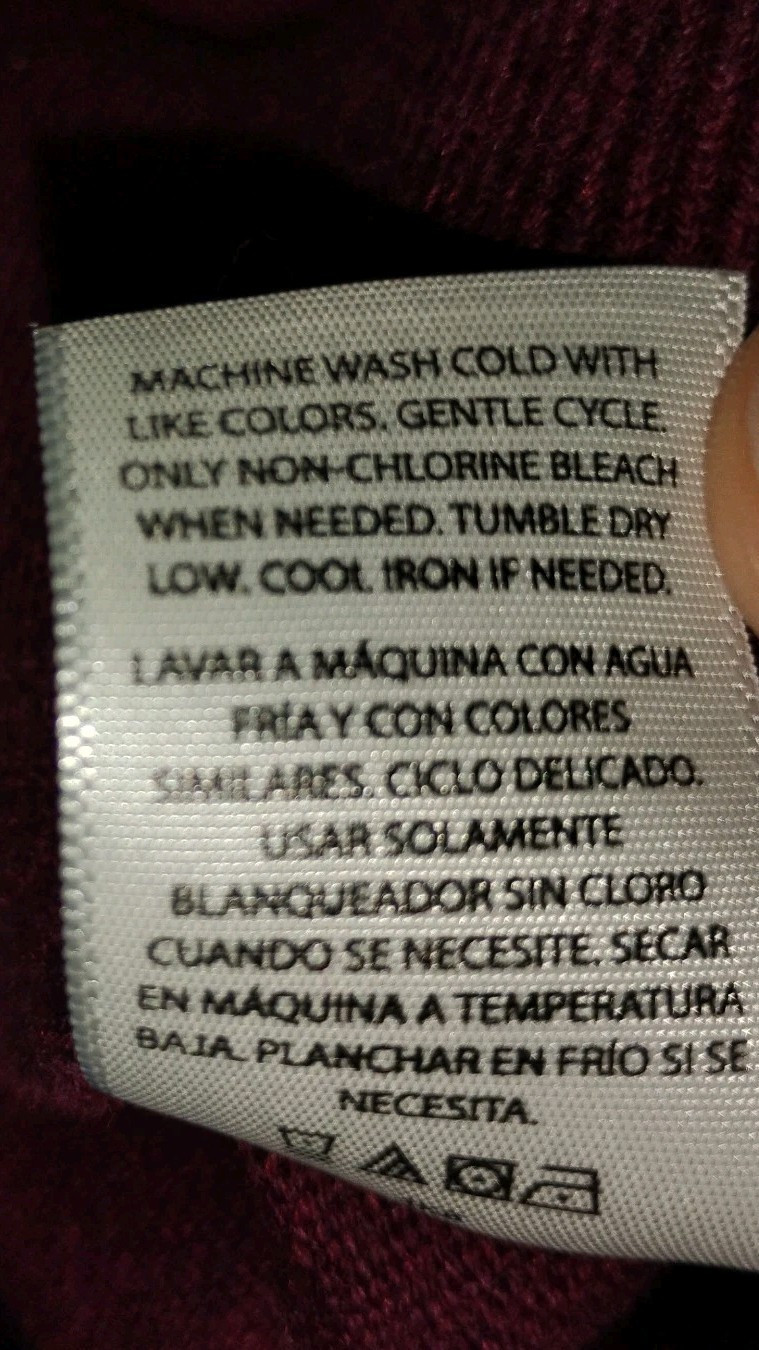 MACHINE WASH COLD WITH
LIKE COLORS. GENTLE CYCLE.
ONLY NON-CHLORINE BLEACH
WHEN NEEDED. TUMBLE DRY
LOW. COOL IRON IF NEEDED.
LAVAR A MÁQUINA CON AGUA
FRÍA Y CON COLORES
SIMILARES. CICLO DELICADO.
USAR SOLAMENTE
BLANQUEADOR SIN CLORO
CUANDO SE NECESITE. SECAR
EN MÁQUINA A TEMPERATURA
BAJA. PLANCHAR EN FRÍO SI SE
NECESITA.